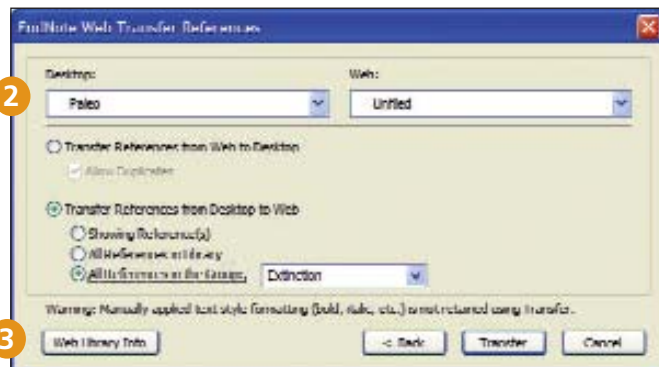 EndNote Web Transfer References
Desktop: Web:
2
Paleo Unfiled
Transfer References from Web to Desktop
Allow Duplicates
Transfer References from Desktop to Web
Showing Reference(s)
All References in Library
All References in the Groups: Extinction
Warning: Manually applied text style formatting (bold, italic, etc.) is not retained using Transfer.
3
Web Library Info < Back Transfer Cancel